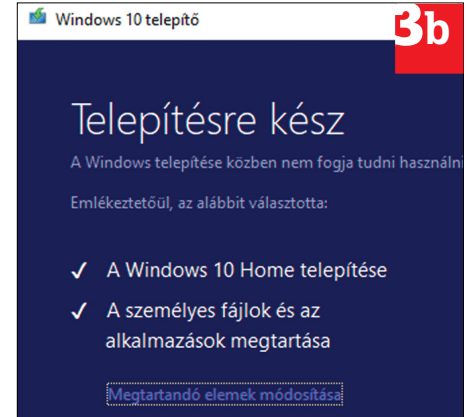 Windows 10 telepítő
3b
Telepítésre kész
A Windows telepítése közben nem fogja tudni használni
Emlékeztetőül, az alábbit választotta:
✓ A Windows 10 Home telepítése
✓ A személyes fájlok és az
alkalmazások megtartása
Megtartandó elemek módosítása